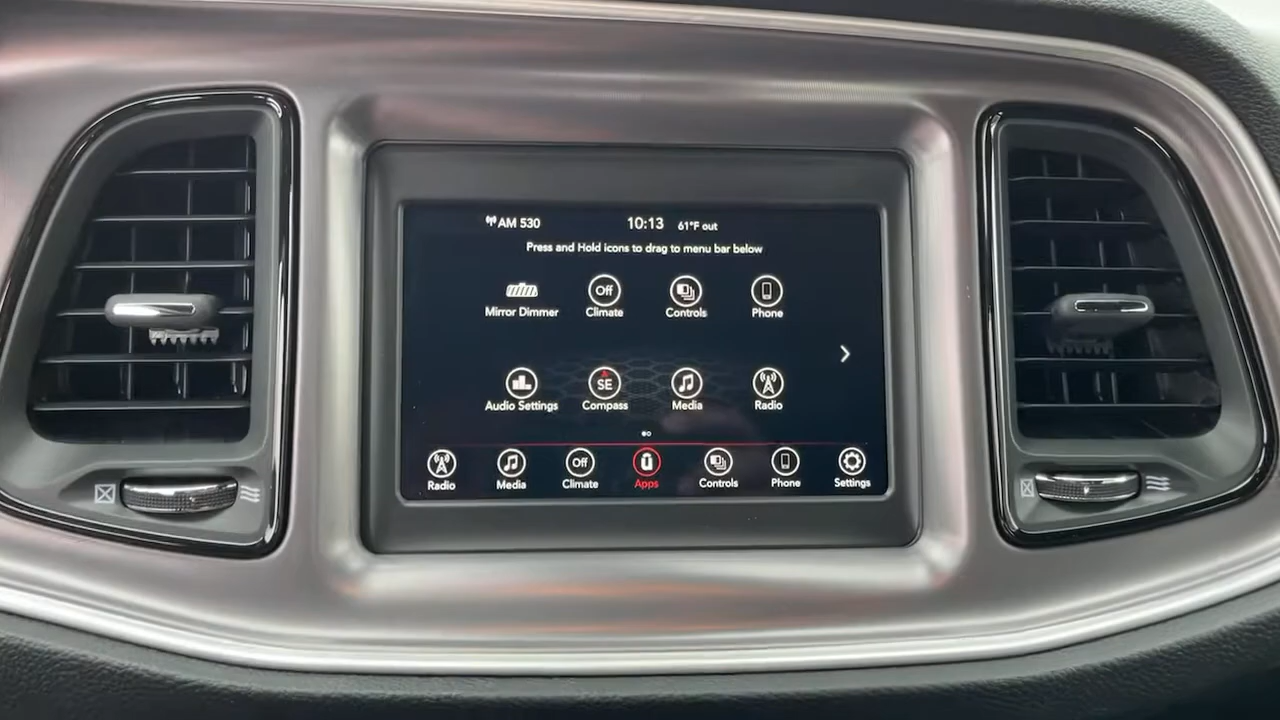 AM 530 10:13 61°F out
Press and Hold icons to drag to menu bar below
Off
Mirror Dimmer Climate Controls Phone
SE
Audio Settings Compass Media Radio
Off
Radio Media Climate Apps Controls Phone Settings